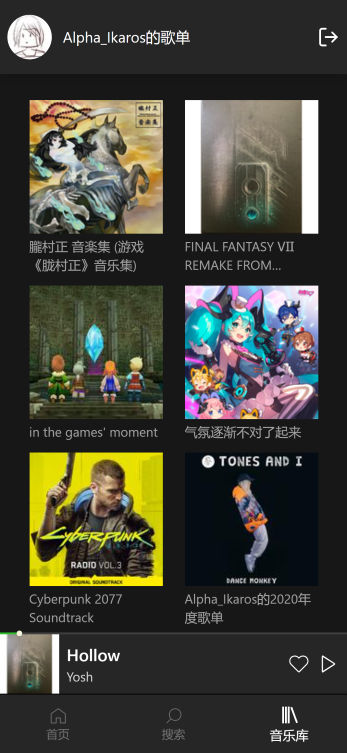 Alpha_Ikaros的歌单
朧村正
音楽集
朧村正 音楽集 (游戏
《胧村正》音乐集)
FINAL FANTASY VII
REMAKE FROM...
in the games' moment
气氛逐渐不对了起来
Cyberpunk
RADIO VOL.3
ORIGINAL SOUNDTRACK
Cyberpunk 2077
Soundtrack
TONES AND I
DANCE MONKEY
Alpha_Ikaros的2020年
度歌单
Hollow
Yosh
首页
搜索
音乐库